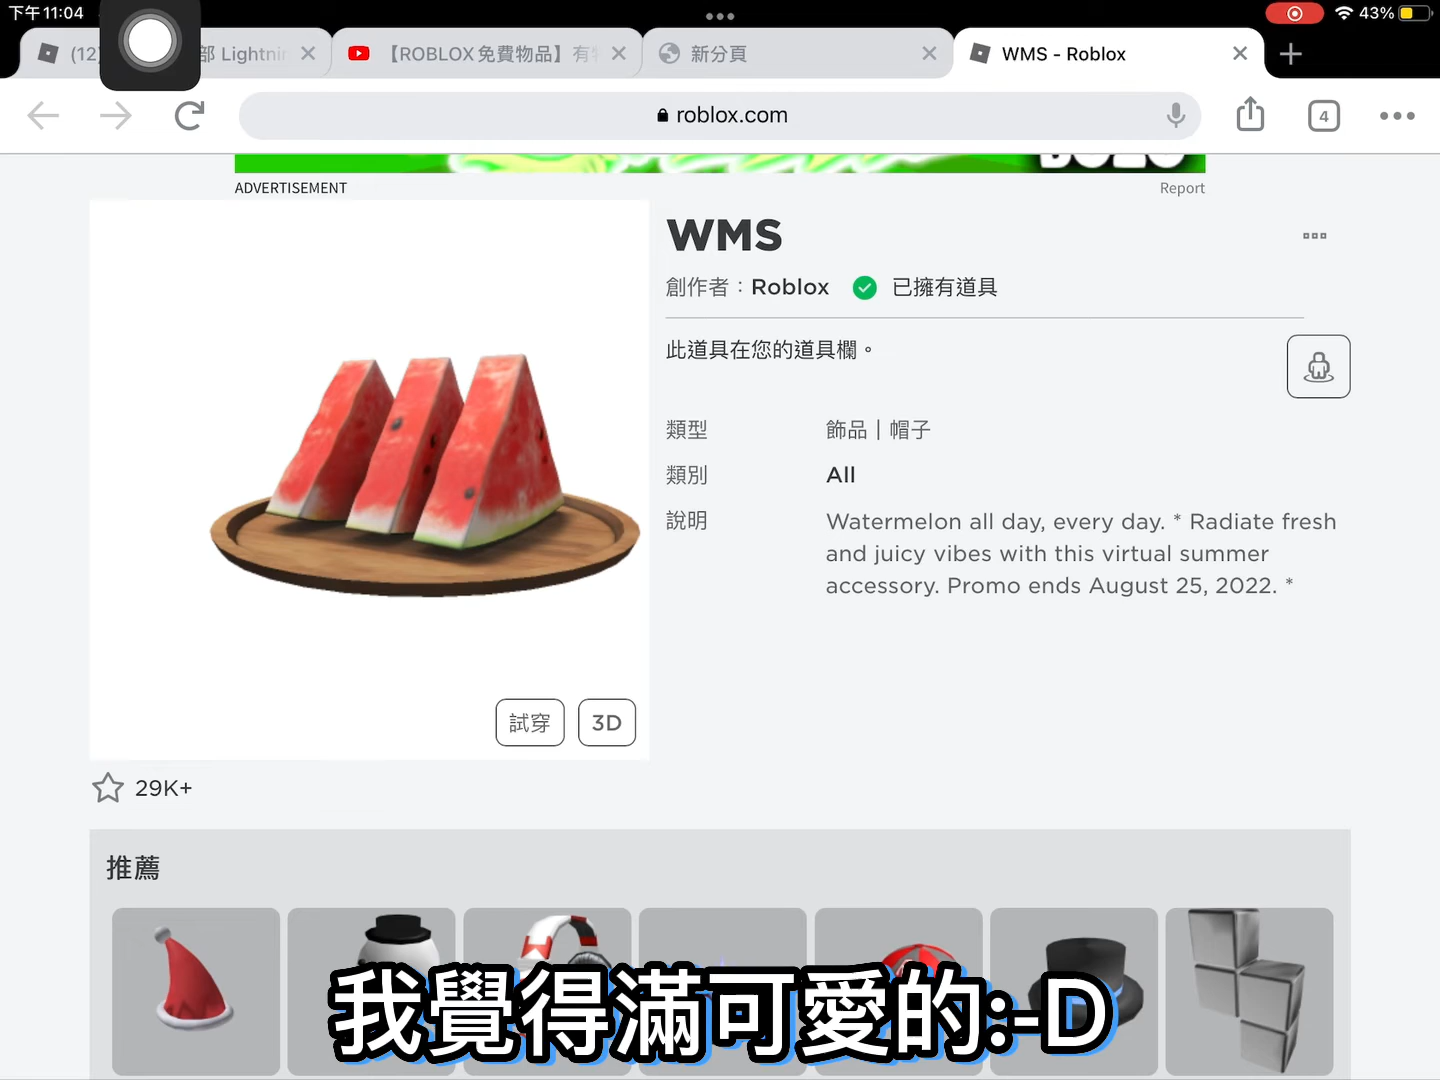 下午11:04
43%
(12)
部 Lightnin
【ROBLOX免費物品】有
新分頁
WMS - Roblox
roblox.com
4
ADVERTISEMENT
Report
WMS
創作者：Roblox 已擁有道具
此道具在您的道具欄。
類型 飾品 | 帽子
類別 All
說明 Watermelon all day, every day. * Radiate fresh
and juicy vibes with this virtual summer
accessory. Promo ends August 25, 2022. *
試穿 3D
29K+
推薦
我覺得滿可愛的:-D